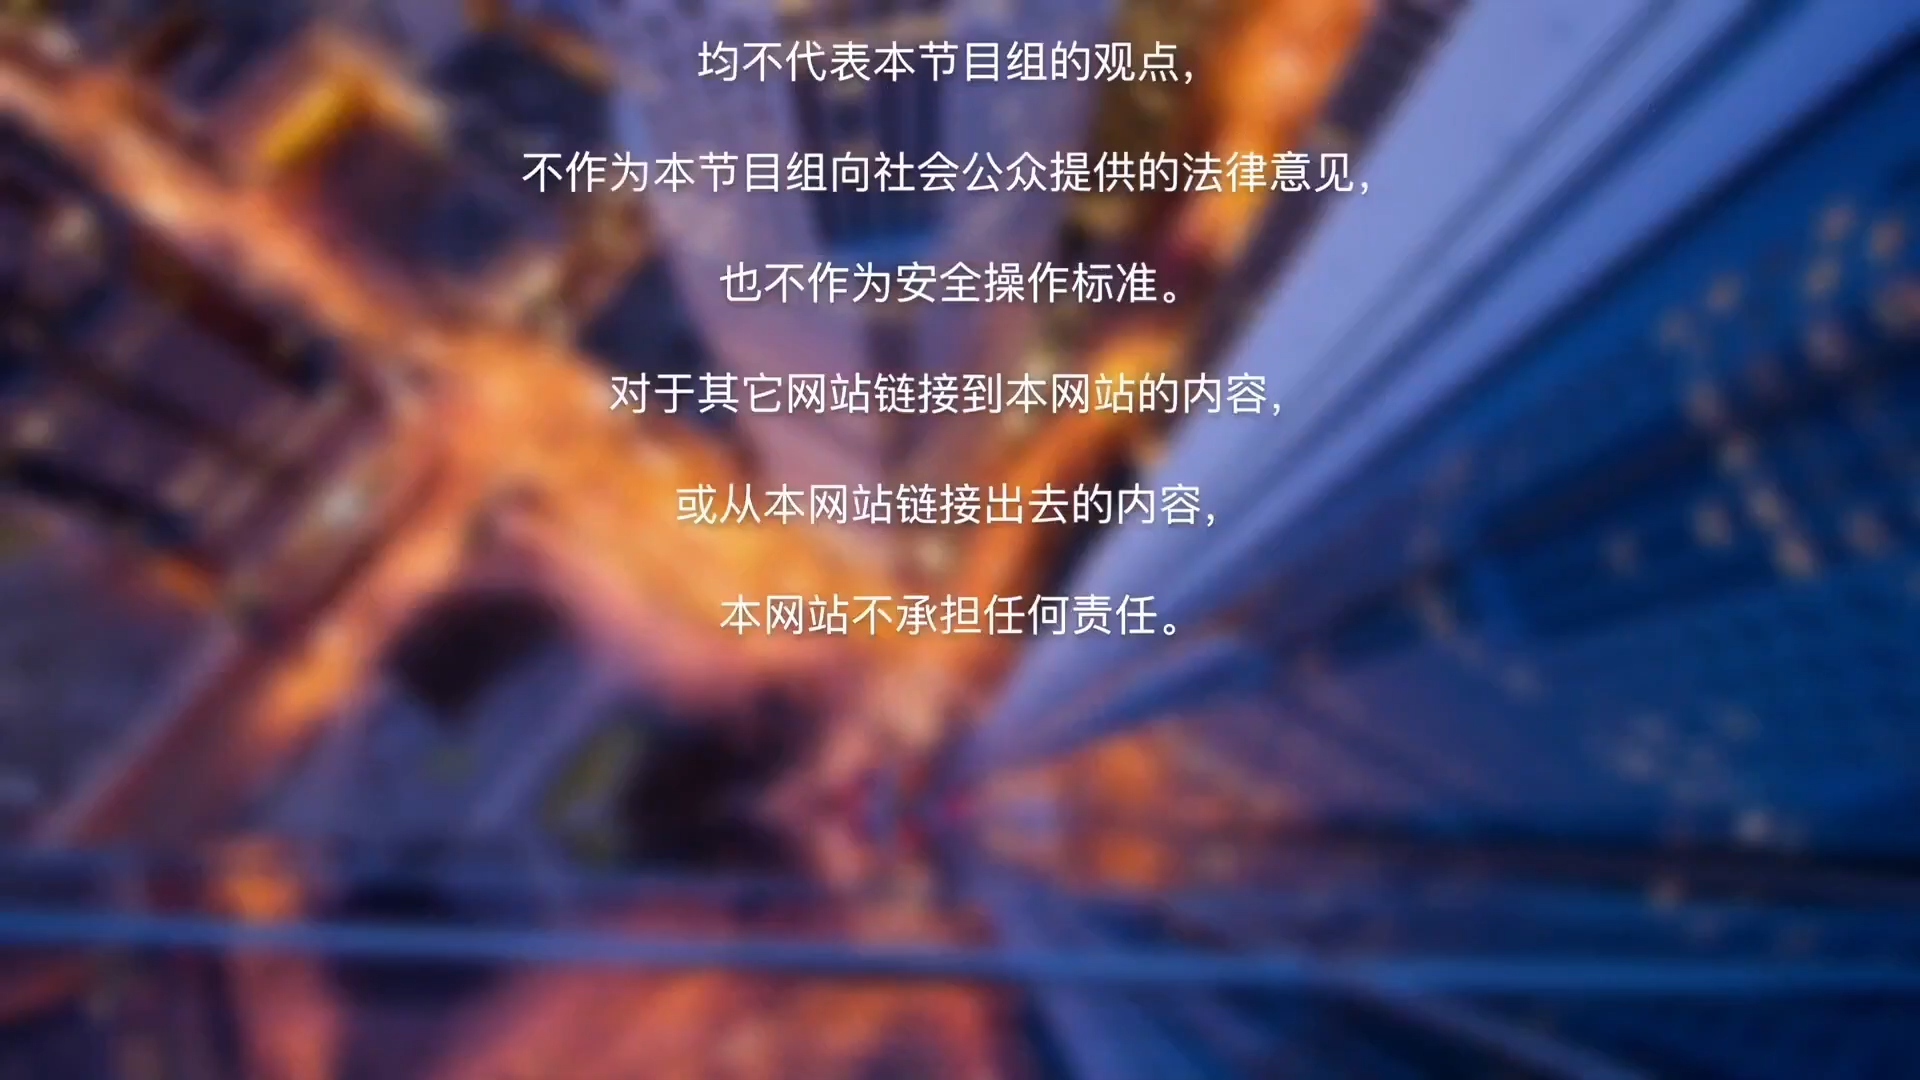 均不代表本节目组的观点，
不作为本节目组向社会公众提供的法律意见，
也不作为安全操作标准。
对于其它网站链接到本网站的内容，
或从本网站链接出去的内容，
本网站不承担任何责任。